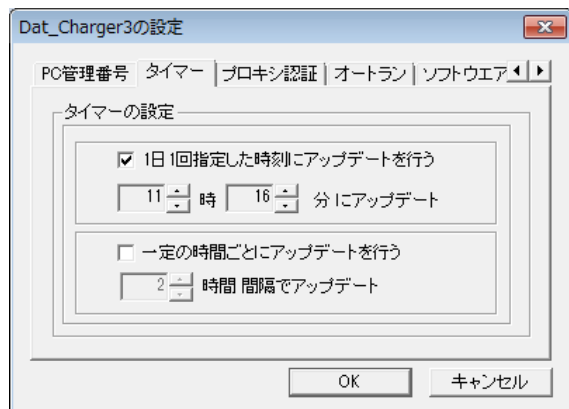 Dat_Charger3の設定
PC管理番号 タイマー プロキシ認証 オートラン ソフトウエア
タイマーの設定
1日1回指定した時刻にアップデートを行う
11 時 16 分にアップデート
一定の時間ごとにアップデートを行う
2 時間間隔でアップデート
OK キャンセル